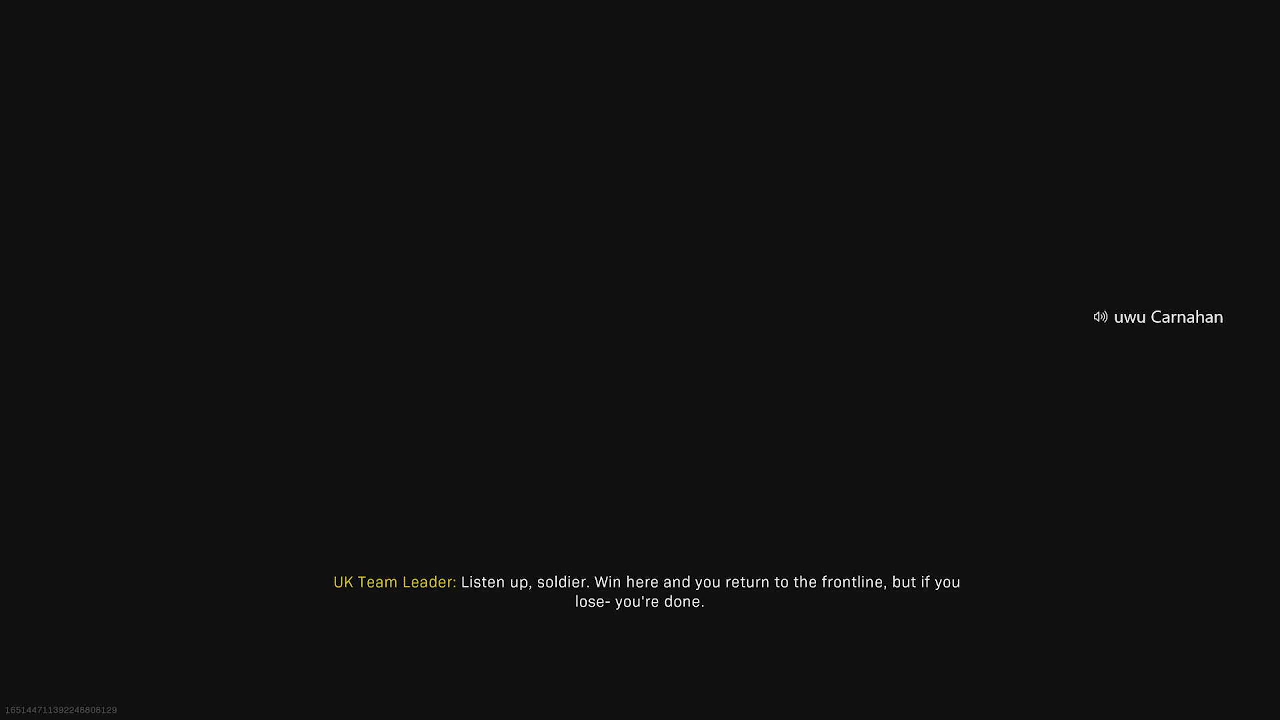 uwu Carnahan
UK Team Leader: Listen up, soldier. Win here and you return to the frontline, but if you
lose- you're done.